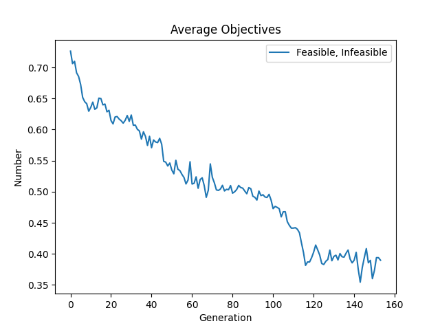 Average Objectives
Feasible, Infeasible
0.70
0.65
0.60
0.55
0.50
0.45
0.40
0.35
Number
0 20 40 60 80 100 120 140 160
Generation